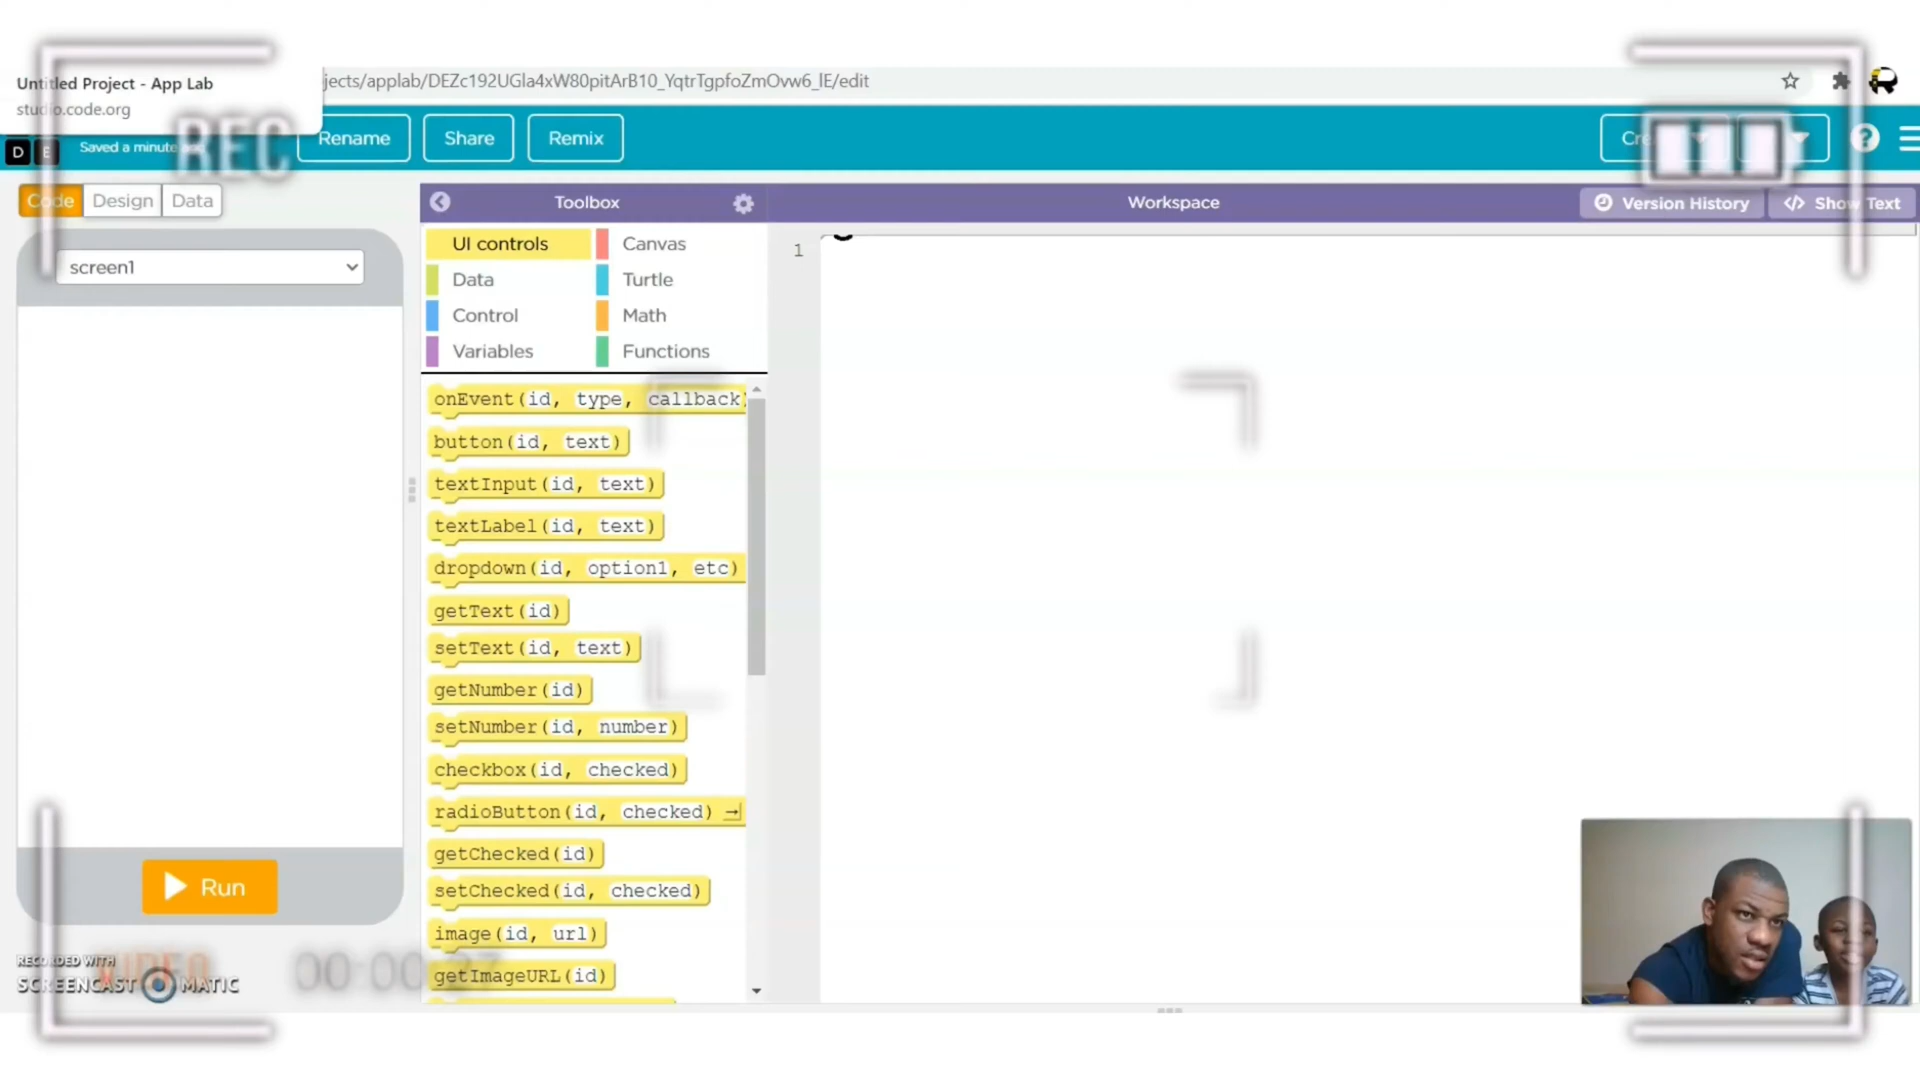 Untitled Project - App Lab
studio.code.org
jects/applab/DEZc192UGla4xW80pitArB10_YqtrTgpfoZmOvw6_lE/edit
REC
D E
Saved a minute
Rename
Share
Remix
Code
Design
Data
Toolbox
Workspace
Version History
Show Text
screen1
UI controls
Canvas
Data
Turtle
Control
Math
Variables
Functions
1
onEvent(id, type, callback)
button(id, text)
textInput(id, text)
textLabel(id, text)
dropdown(id, option1, etc)
getText(id)
setText(id, text)
getNumber(id)
setNumber(id, number)
checkbox(id, checked)
radioButton(id, checked)
getChecked(id)
setChecked(id, checked)
image(id, url)
getImageURL(id)
Run
RECORDED WITH
SCREENCAST MATIC
VIDEO